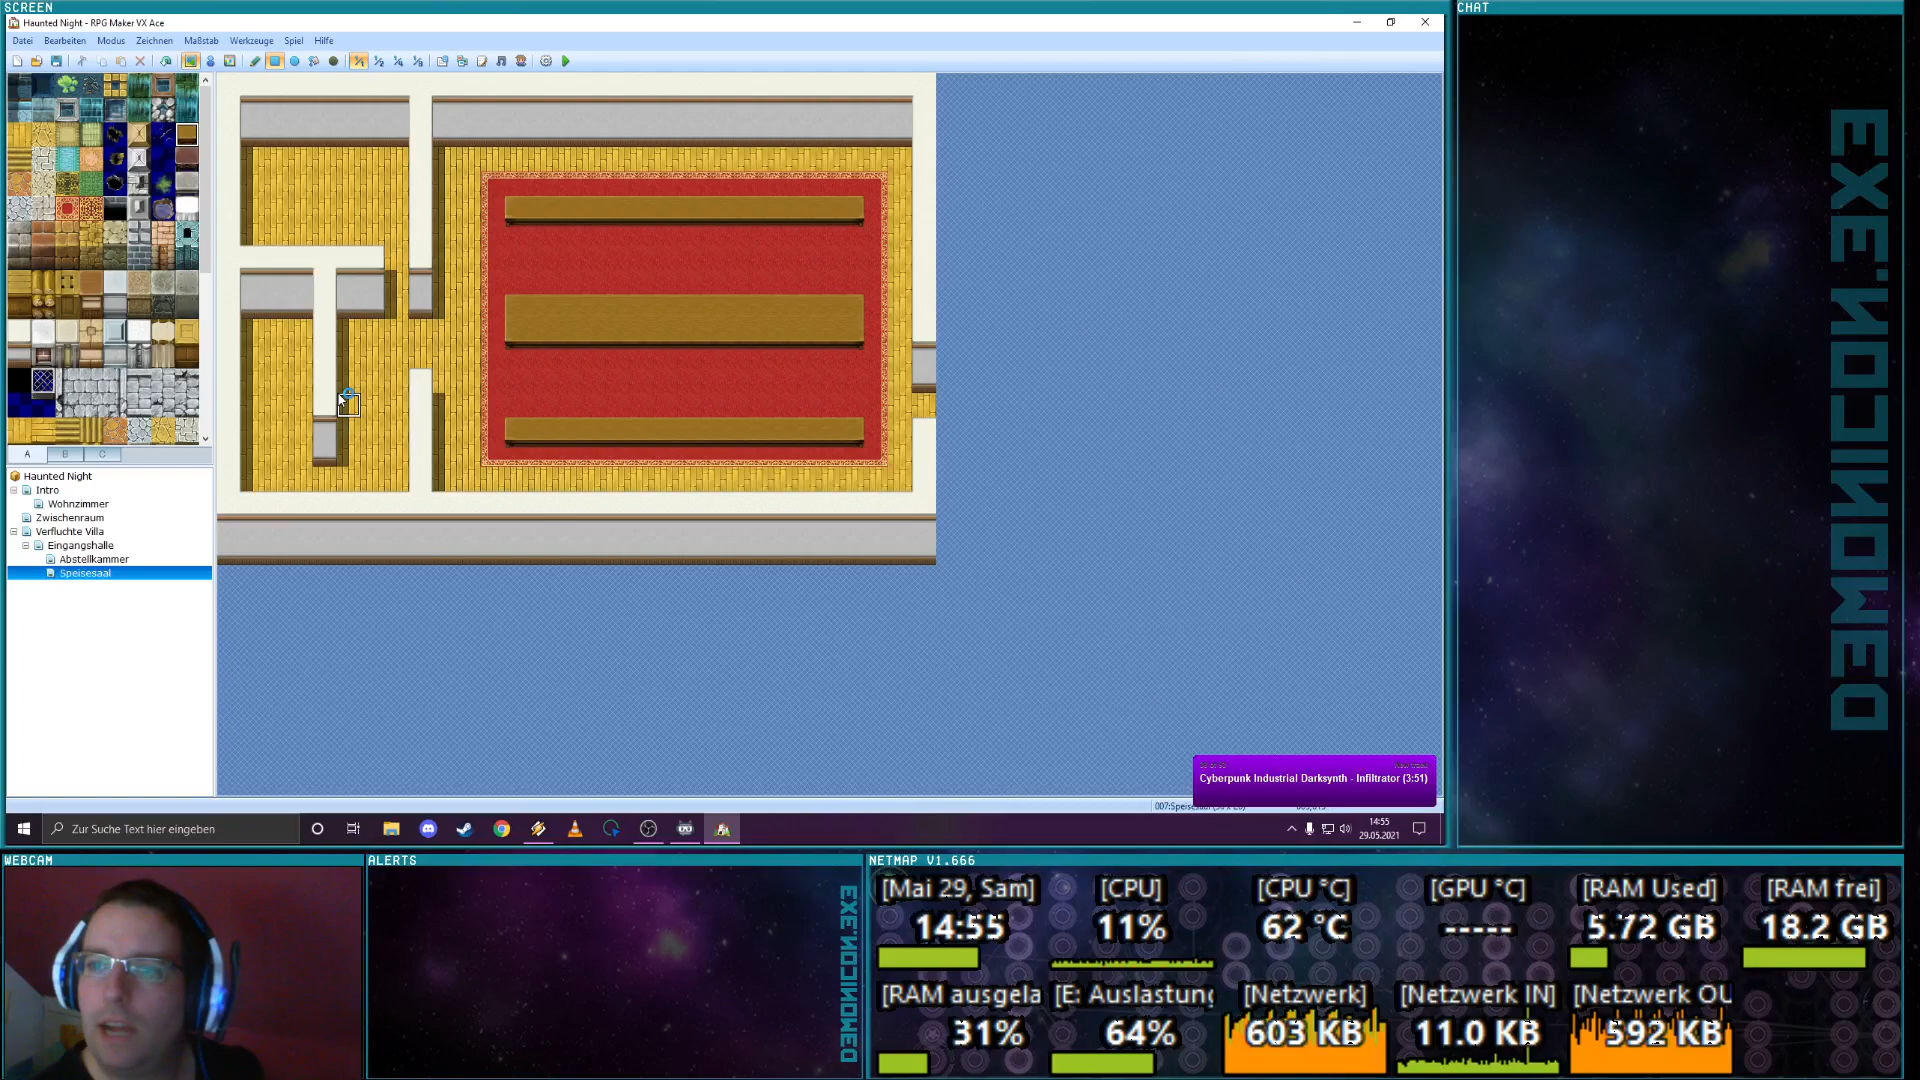 SCREEN
CHAT
Haunted Night - RPG Maker VX Ace
Datei Bearbeiten Modus Zeichnen Maßstab Werkzeuge Spiel Hilfe
A B C
Haunted Night
Intro
Wohnzimmer
Zwischenraum
Verfluchte Villa
Eingangshalle
Abstellkammer
Speisesaal
Cyberpunk Industrial Darksynth - Infiltrator (3:51)
Zur Suche Text hier eingeben
14:55
29.05.2021
WEBCAM
ALERTS
NETMAP V1.666
[Mai 29, Sam] [CPU] [CPU °C] [GPU °C] [RAM Used] [RAM frei]
14:55 11% 62 °C ----- 5.72 GB 18.2 GB
[RAM ausgela [E: Auslastung [Netzwerk] [Netzwerk IN] [Netzwerk OU
31% 64% 603 KB 11.0 KB 592 KB